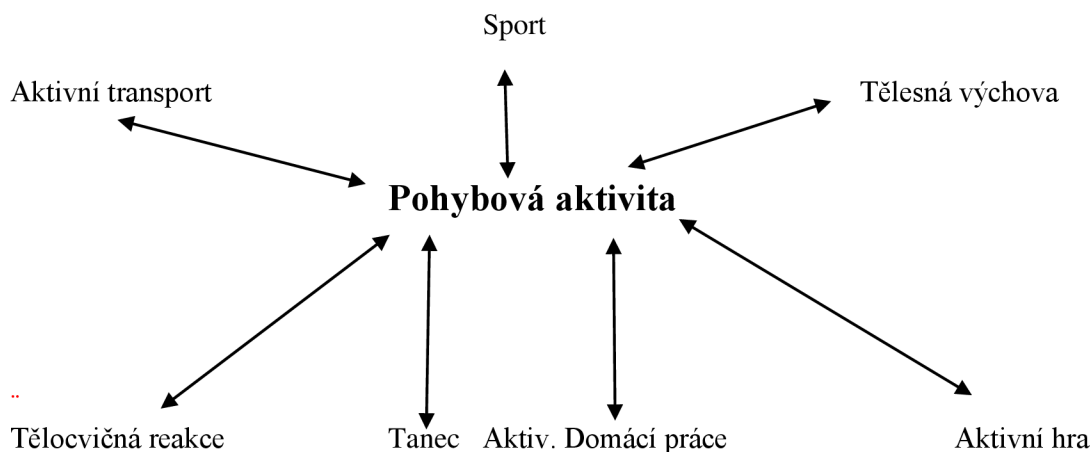 Sport
Aktivní transport
Tělesná výchova
Pohybová aktivita
..
Tělocvičná reakce
Tanec
Aktiv. Domácí práce
Aktivní hra